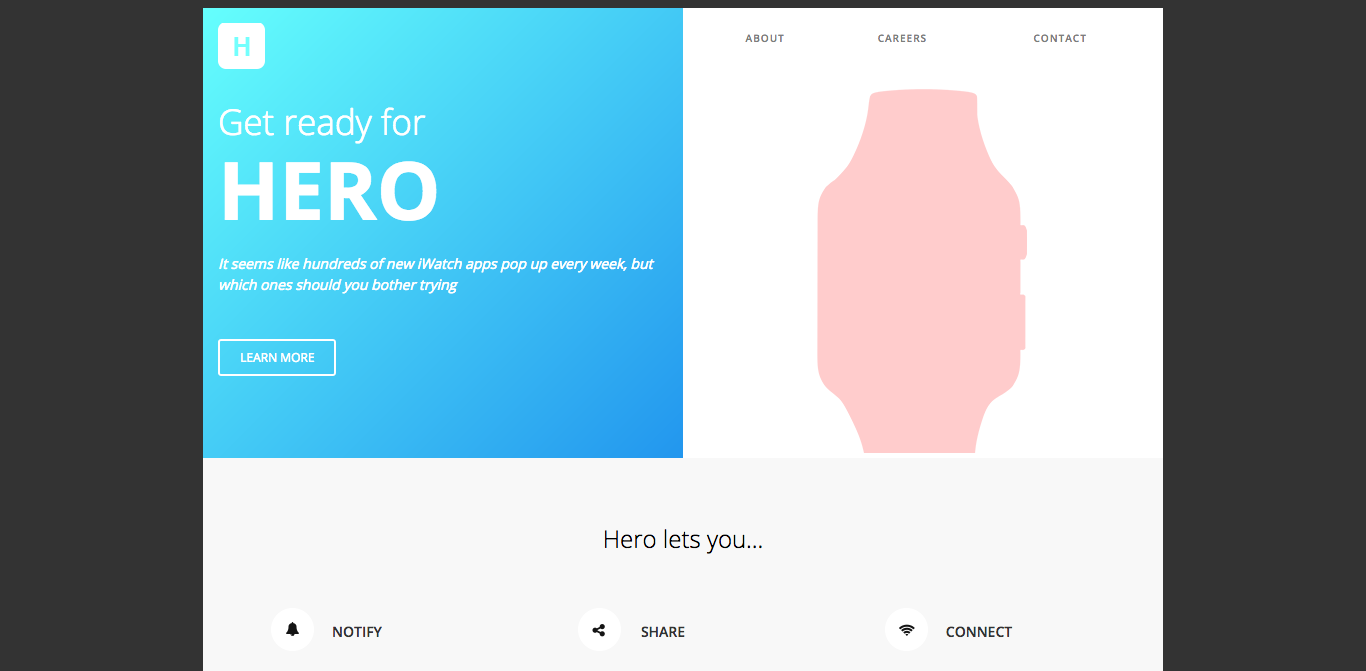 H
ABOUT CAREERS CONTACT
Get ready for
HERO
It seems like hundreds of new iWatch apps pop up every week, but
which ones should you bother trying
LEARN MORE
Hero lets you...
NOTIFY SHARE CONNECT